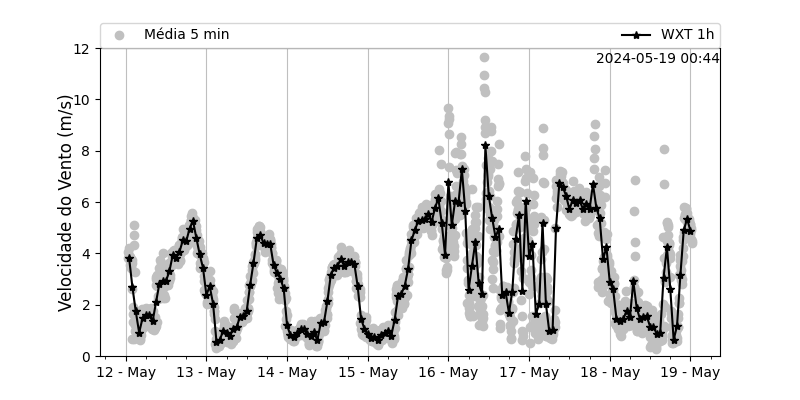 Média 5 min
WXT 1h
2024-05-19 00:44
Velocidade do Vento (m/s)
12
10
8
6
4
2
0
12 - May
13 - May
14 - May
15 - May
16 - May
17 - May
18 - May
19 - May